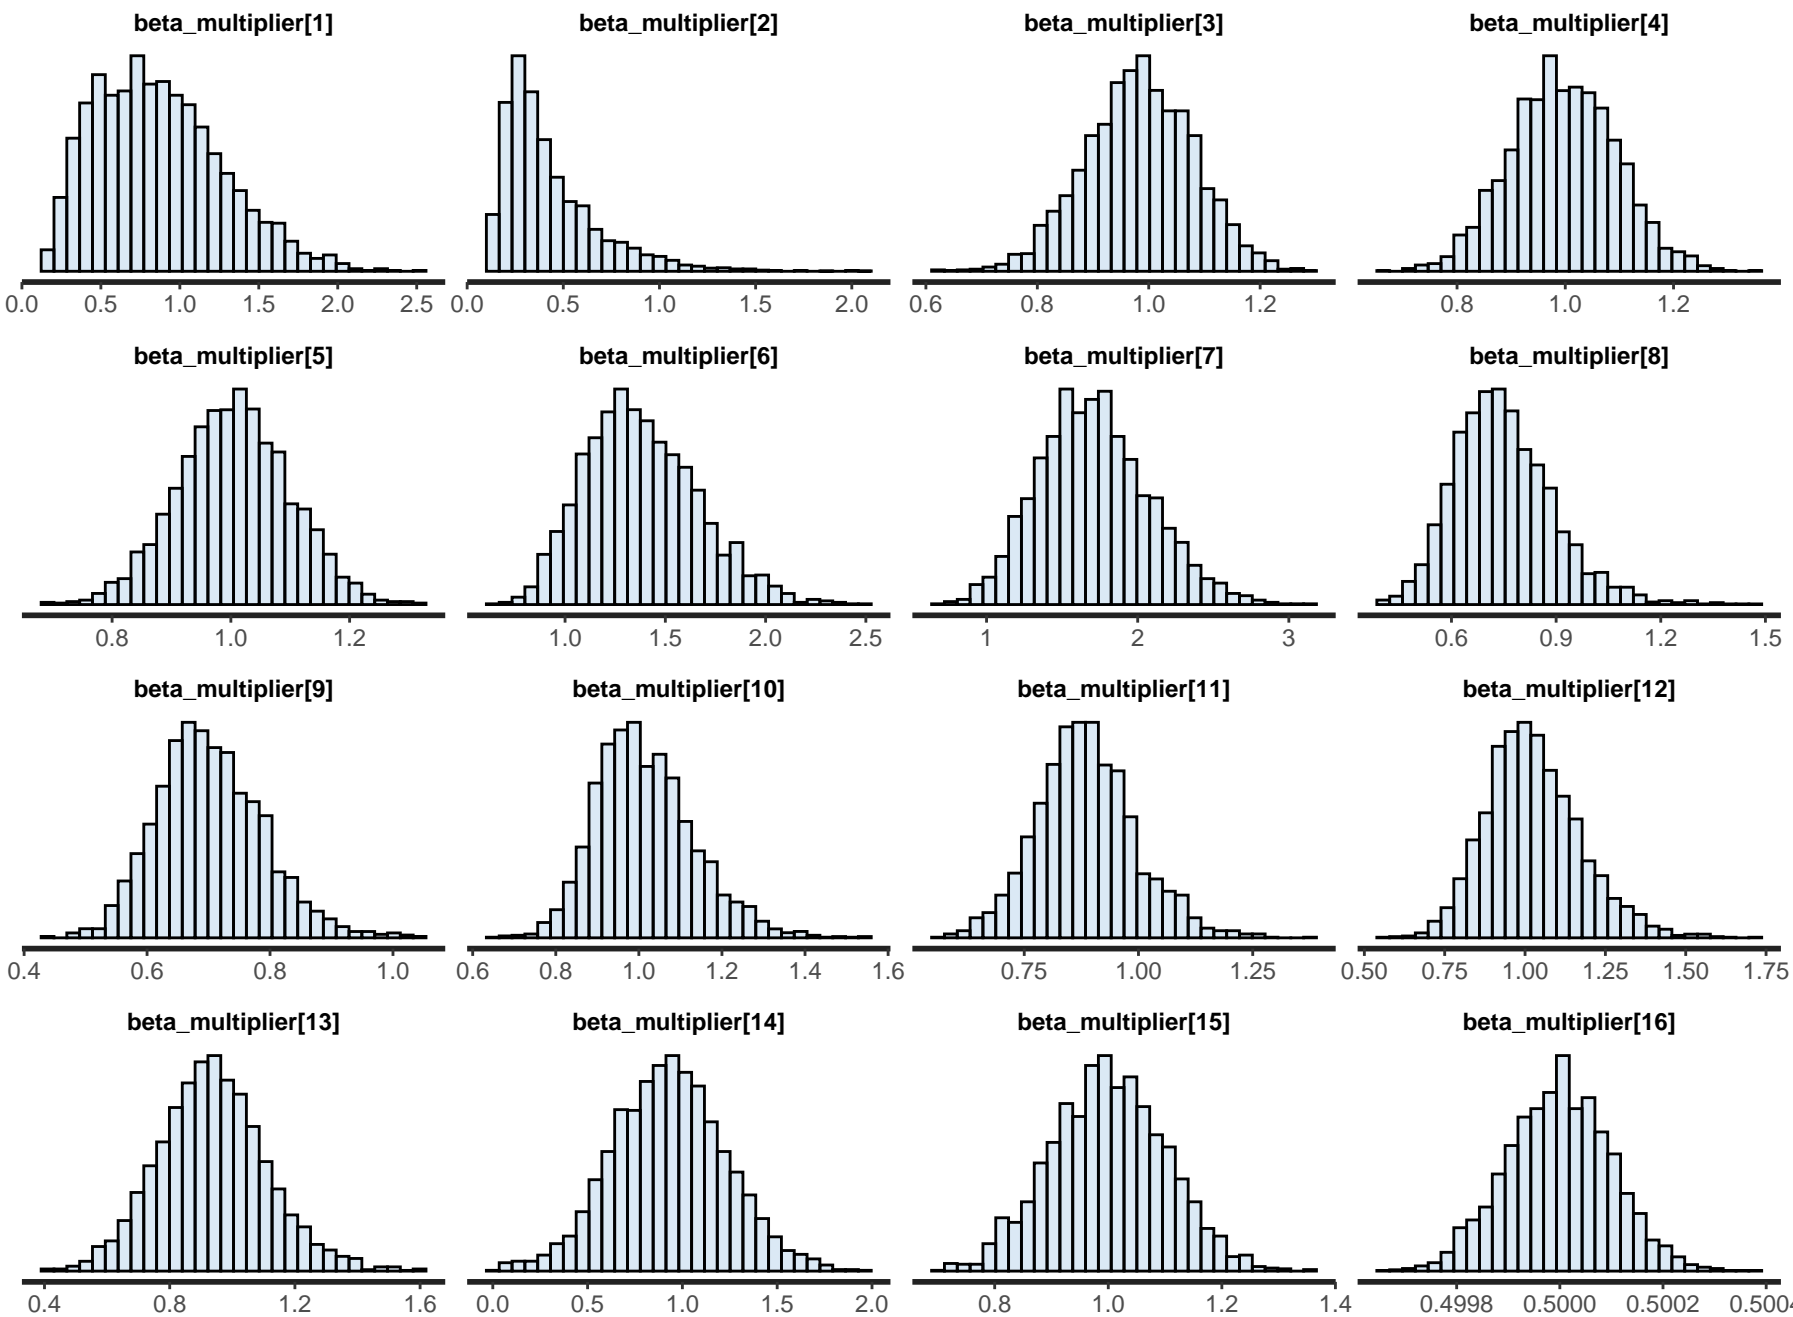 beta_multiplier[1] beta_multiplier[2] beta_multiplier[3] beta_multiplier[4]
0.0 0.5 1.0 1.5 2.0 2.5 0.0 0.5 1.0 1.5 2.0 0.6 0.8 1.0 1.2 0.8 1.0 1.2
beta_multiplier[5] beta_multiplier[6] beta_multiplier[7] beta_multiplier[8]
0.8 1.0 1.2 1.0 1.5 2.0 2.5 1 2 3 0.6 0.9 1.2 1.5
beta_multiplier[9] beta_multiplier[10] beta_multiplier[11] beta_multiplier[12]
0.4 0.6 0.8 1.0 0.6 0.8 1.0 1.2 1.4 1.6 0.75 1.00 1.25 0.50 0.75 1.00 1.25 1.50 1.75
beta_multiplier[13] beta_multiplier[14] beta_multiplier[15] beta_multiplier[16]
0.4 0.8 1.2 1.6 0.0 0.5 1.0 1.5 2.0 0.8 1.0 1.2 1.4 0.4998 0.5000 0.5002 0.5004